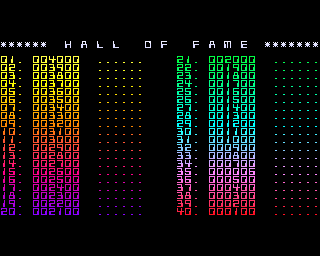 ****** HALL OF FAME *******
01. 004000 ...... 21. 002000 ......
02. 003900 ...... 22. 001900 ......
03. 003800 ...... 23. 001800 ......
04. 003700 ...... 24. 001700 ......
05. 003600 ...... 25. 001600 ......
06. 003500 ...... 26. 001500 ......
07. 003400 ...... 27. 001400 ......
08. 003300 ...... 28. 001300 ......
09. 003200 ...... 29. 001200 ......
10. 003100 ...... 30. 001100 ......
11. 003000 ...... 31. 001000 ......
12. 002900 ...... 32. 000900 ......
13. 002800 ...... 33. 000800 ......
14. 002700 ...... 34. 000700 ......
15. 002600 ...... 35. 000600 ......
16. 002500 ...... 36. 000500 ......
17. 002400 ...... 37. 000400 ......
18. 002300 ...... 38. 000300 ......
19. 002200 ...... 39. 000200 ......
20. 002100 ...... 40. 000100 ......